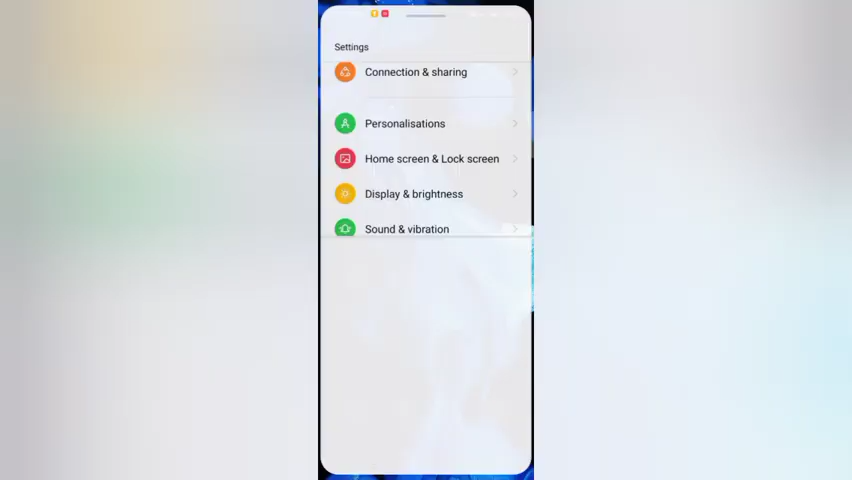 Settings
Connection & sharing
Personalisations
Home screen & Lock screen
Display & brightness
Sound & vibration